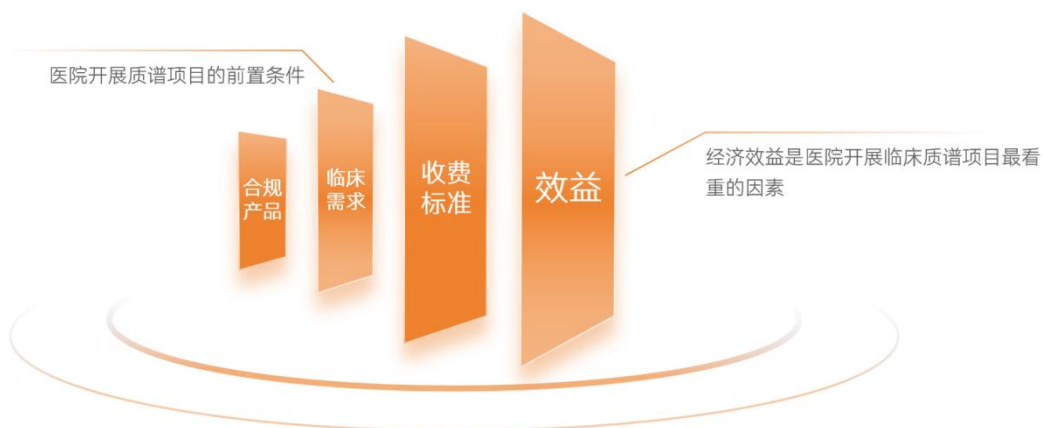 医院开展质谱项目的前置条件
合规
产品
临床
需求
收费
标准
效益
经济效益是医院开展临床质谱项目最看
重的因素